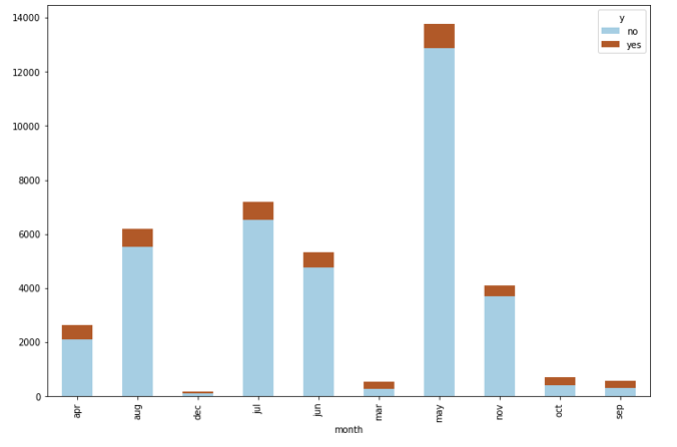 14000
12000
10000
8000
6000
4000
2000
0
y
no
yes
apr
aug
dec
jul
jun
mar
may
nov
oct
sep
month